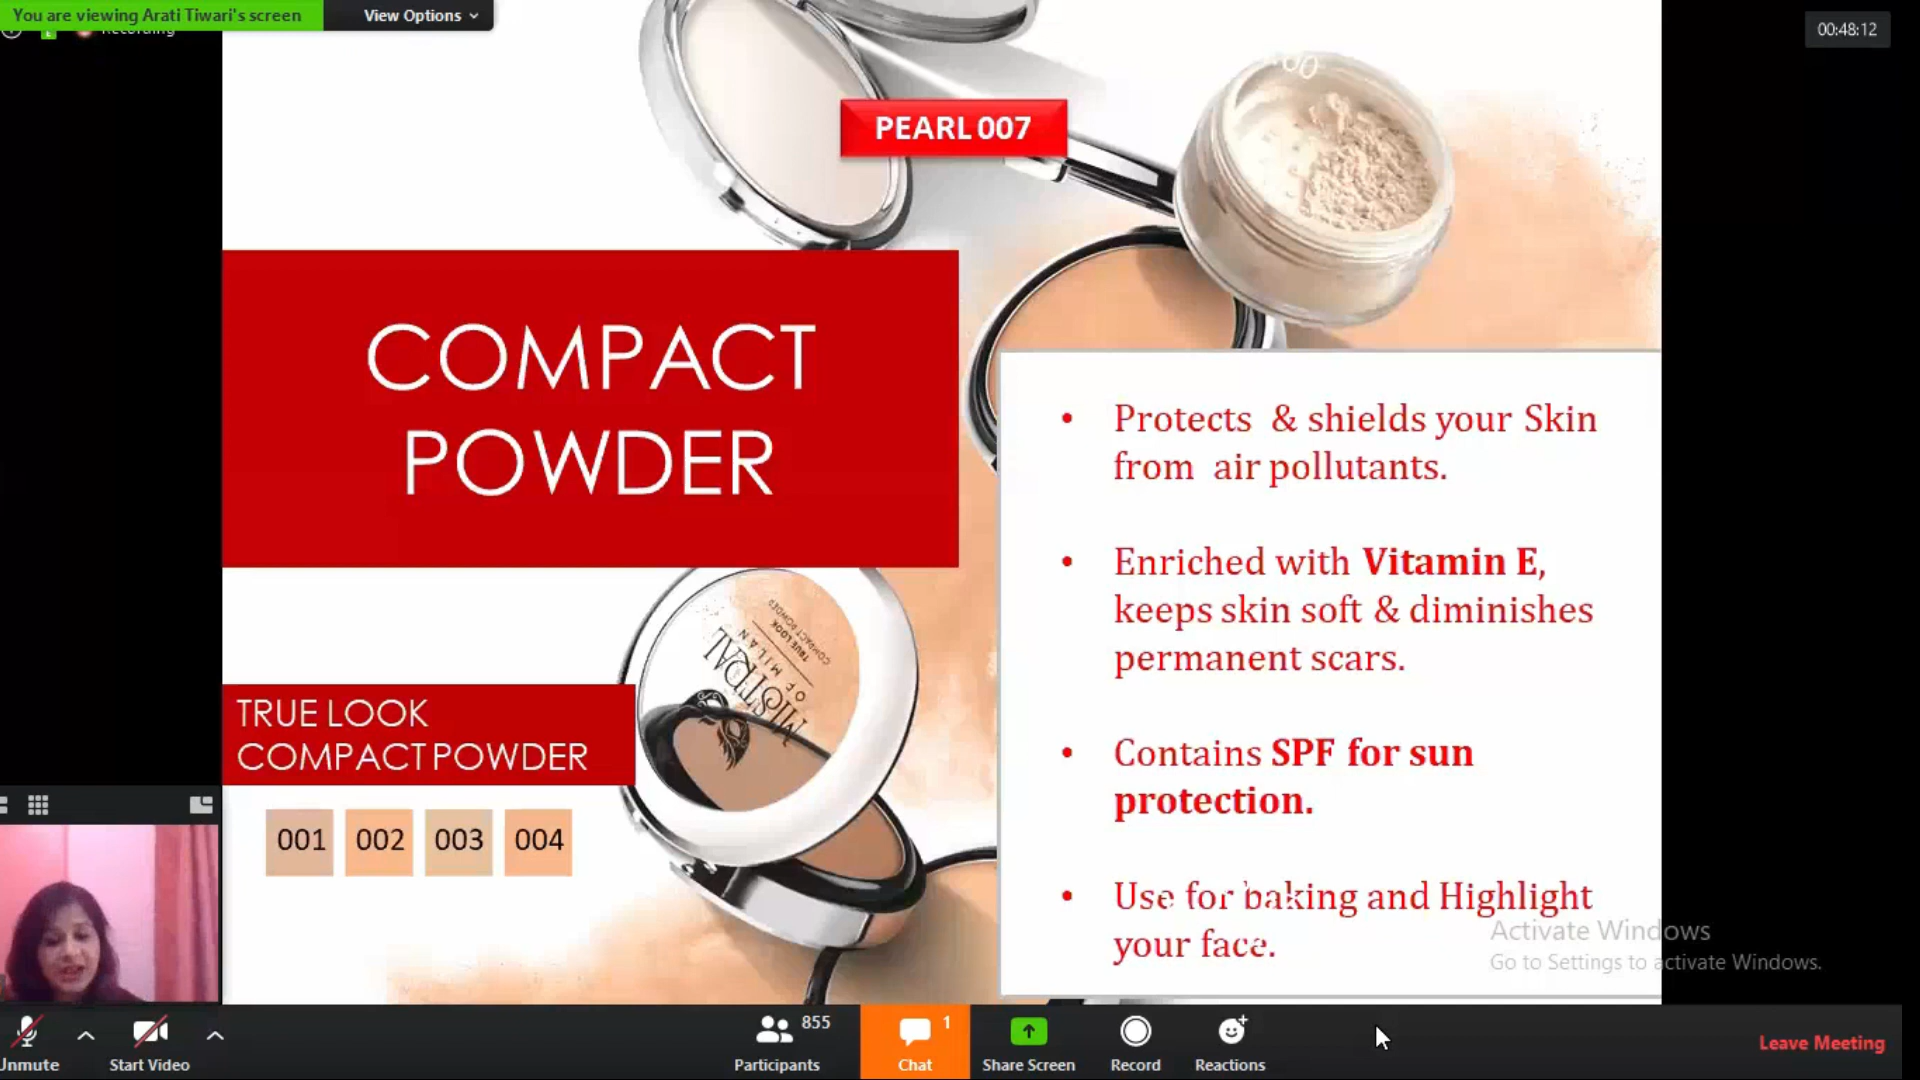 You are viewing Arati Tiwari's screen
View Options
Recording
00:48:12
PEARL 007
COMPACT
POWDER
Protects & shields your Skin
from air pollutants.
Enriched with Vitamin E,
keeps skin soft & diminishes
permanent scars.
Contains SPF for sun
protection.
Use for baking and Highlight
your face.
MISTRAL
OF MILAN
TRUE LOOK
COMPACT POWDER
TRUE LOOK
COMPACT POWDER
001 002 003 004
Activate Windows
Go to Settings to activate Windows.
Unmute
Start Video
855
Participants
1
Chat
Share Screen
Record
Reactions
Leave Meeting